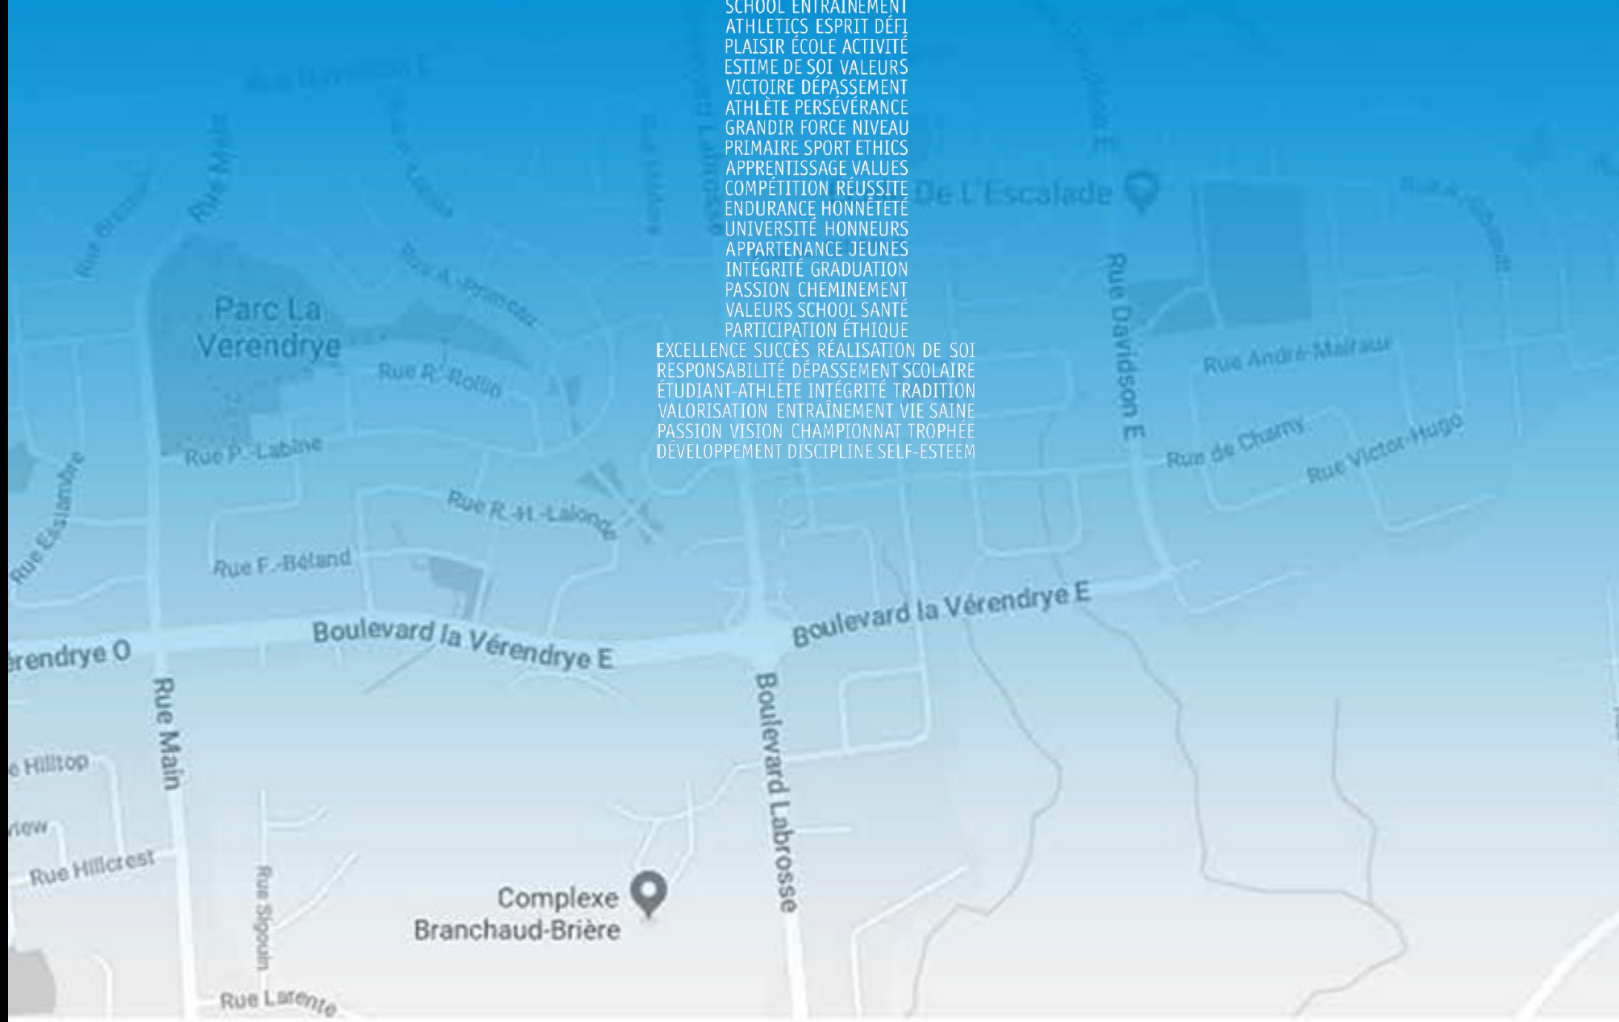 SCHOOL ENTRAÎNEMENT
ATHLETICS ESPRIT DÉFI
PLAISIR ÉCOLE ACTIVITÉ
ESTIME DE SOI VALEURS
VICTOIRE DÉPASSEMENT
ATHLÈTE PERSÉVÉRANCE
GRANDIR FORCE NIVEAU
PRIMAIRE SPORT ETHICS
APPRENTISSAGE VALUES
COMPÉTITION RÉUSSITE
ENDURANCE HONNÊTETÉ
UNIVERSITÉ HONNEURS
APPARTENANCE JEUNES
INTÉGRITÉ GRADUATION
PASSION CHEMINEMENT
VALEURS SCHOOL SANTÉ
PARTICIPATION ÉTHIQUE
EXCELLENCE SUCCÈS RÉALISATION DE SOI
RESPONSABILITÉ DÉPASSEMENT SCOLAIRE
ÉTUDIANT-ATHLÈTE INTÉGRITÉ TRADITION
VALORISATION ENTRAÎNEMENT VIE SAINE
PASSION VISION CHAMPIONNAT TROPHÉE
DÉVELOPPEMENT DISCIPLINE SELF-ESTEEM
Rue Main
De L'Escalade
Rue A.-Primeau
Parc La
Verendrye
Rue Davidson E
Rue R.-Rollin
Rue André-Malraux
Rue P.-Labine
Rue de Charny
Rue Victor-Hugo
Rue Essiambre
Rue R.-H.-Lalonde
Rue F.-Béland
Boulevard la Vérendrye E
Boulevard la Vérendrye E
érendrye O
Rue Main
Boulevard Labrosse
e Hilltop
view
Rue Hillcrest
Rue Sigouin
Complexe
Branchaud-Brière
Rue Larente